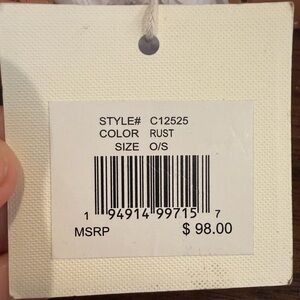 STYLE# C12525
COLOR RUST
SIZE O/S
1 94914 99715 7
MSRP $ 98.00